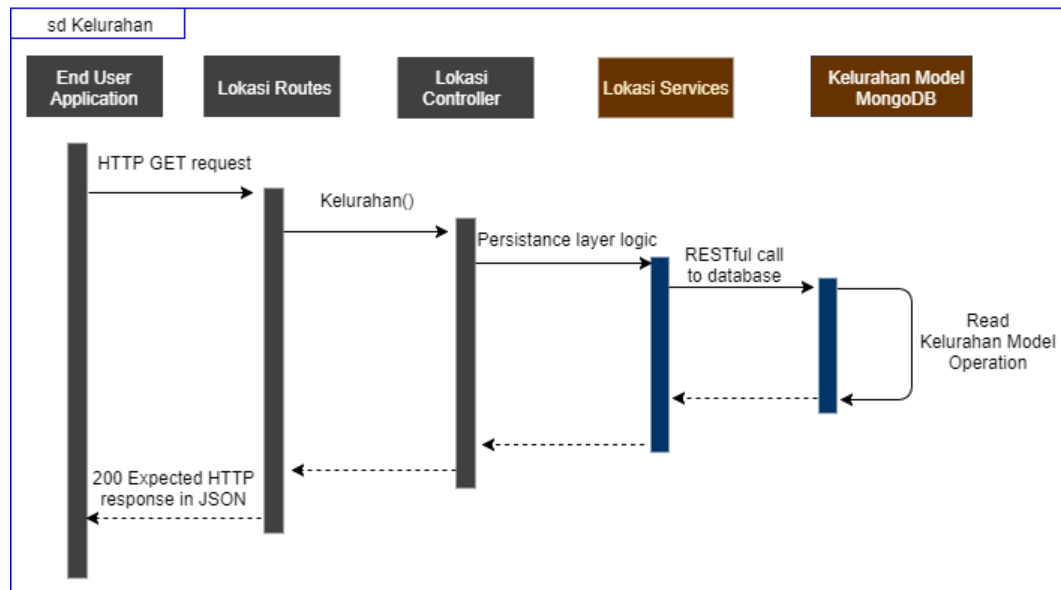 sd Kelurahan
End User
Application
Lokasi Routes
Lokasi
Controller
Lokasi Services
Kelurahan Model
MongoDB
HTTP GET request
Kelurahan()
Persistance layer logic
RESTful call
to database
Read
Kelurahan Model
Operation
200 Expected HTTP
response in JSON